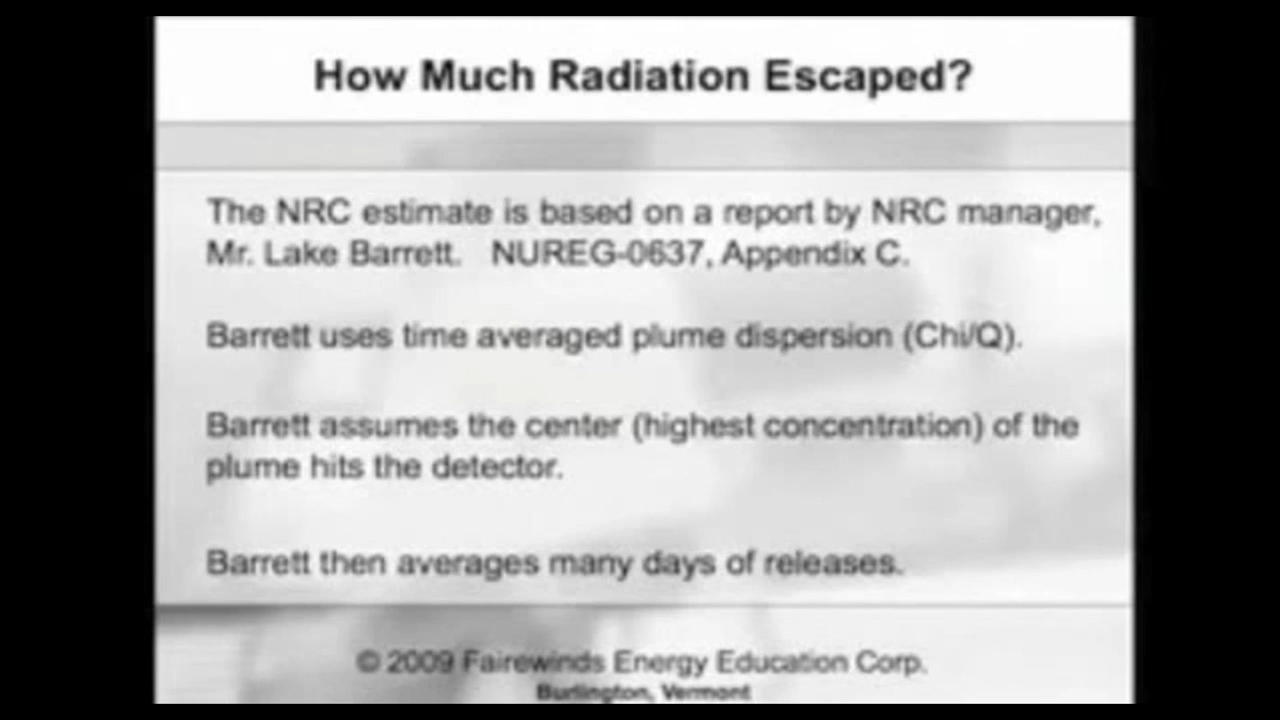 How Much Radiation Escaped?
The NRC estimate is based on a report by NRC manager,
Mr. Lake Barrett. NUREG-0637, Appendix C.
Barrett uses time averaged plume dispersion (Chi/Q).
Barrett assumes the center (highest concentration) of the
plume hits the detector.
Barrett then averages many days of releases.
© 2009 Fairewinds Energy Education Corp.
Burlington, Vermont